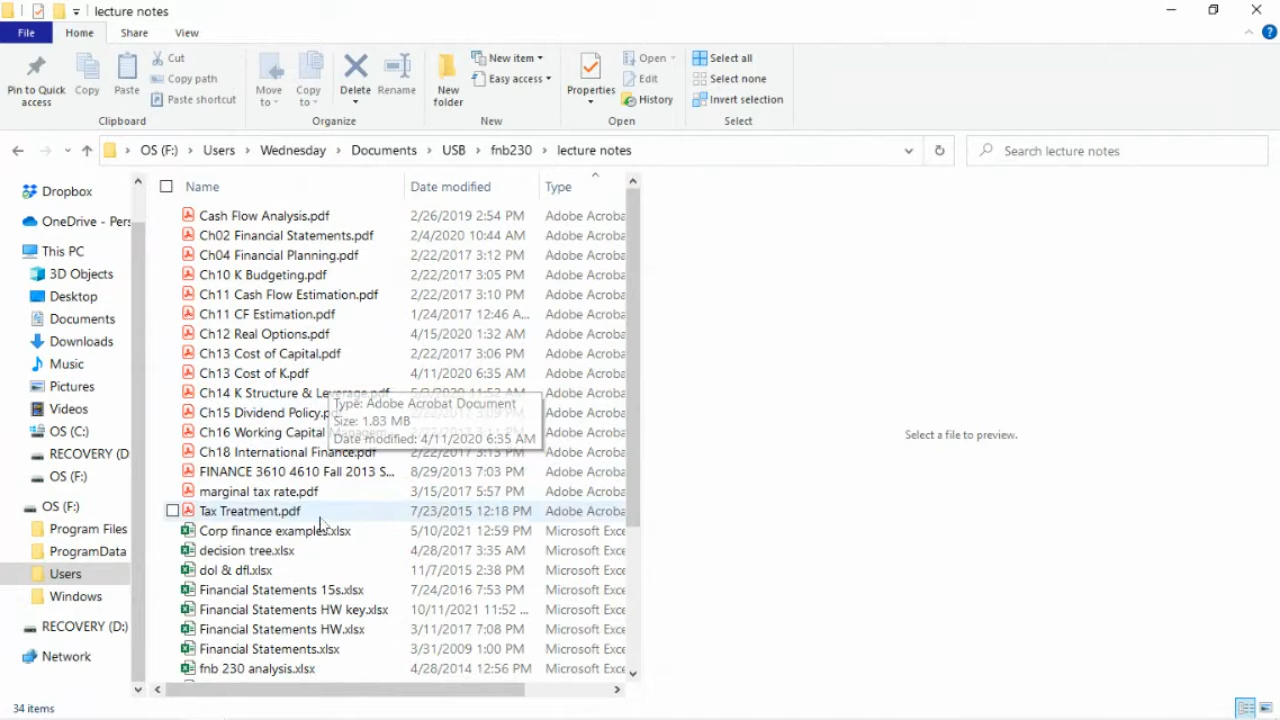 lecture notes
File Home Share View
Pin to Quick access
Copy
Paste
Cut
Copy path
Paste shortcut
Clipboard
Move to
Copy to
Delete
Rename
Organize
New folder
New item
Easy access
New
Properties
Open
Edit
History
Open
Select all
Select none
Invert selection
Select
OS (F:) Users Wednesday Documents USB fnb230 lecture notes
Search lecture notes
Dropbox
OneDrive - Pers
This PC
3D Objects
Desktop
Documents
Downloads
Music
Pictures
Videos
OS (C:)
RECOVERY (D
OS (F:)
OS (F:)
Program Files
ProgramData
Users
Windows
RECOVERY (D:)
Network
Name Date modified Type
Cash Flow Analysis.pdf 2/26/2019 2:54 PM Adobe Acroba
Ch02 Financial Statements.pdf 2/4/2020 10:44 AM Adobe Acroba
Ch04 Financial Planning.pdf 2/22/2017 3:12 PM Adobe Acroba
Ch10 K Budgeting.pdf 2/22/2017 3:05 PM Adobe Acroba
Ch11 Cash Flow Estimation.pdf 2/22/2017 3:10 PM Adobe Acroba
Ch11 CF Estimation.pdf 1/24/2017 12:46 A... Adobe Acroba
Ch12 Real Options.pdf 4/15/2020 1:32 AM Adobe Acroba
Ch13 Cost of Capital.pdf 2/22/2017 3:06 PM Adobe Acroba
Ch13 Cost of K.pdf 4/11/2020 6:35 AM Adobe Acroba
Ch14 K Structure & Leverage.pdf Adobe Acroba
Ch15 Dividend Policy.p Adobe Acroba
Ch16 Working Capital Adobe Acroba
Ch18 International Finance.pdf 2/22/2017 3:15 PM Adobe Acroba
Type: Adobe Acrobat Document
Size: 1.83 MB
Date modified: 4/11/2020 6:35 AM
FINANCE 3610 4610 Fall 2013 S... 8/29/2013 7:03 PM Adobe Acroba
marginal tax rate.pdf 3/15/2017 5:57 PM Adobe Acroba
Tax Treatment.pdf 7/23/2015 12:18 PM Adobe Acroba
Corp finance examples.xlsx 5/10/2021 12:59 PM Microsoft Exce
decision tree.xlsx 4/28/2017 3:35 AM Microsoft Exce
dol & dfl.xlsx 11/7/2015 2:38 PM Microsoft Exce
Financial Statements 15s.xlsx 7/24/2016 7:53 PM Microsoft Exce
Financial Statements HW key.xlsx 10/11/2021 11:52 ... Microsoft Exce
Financial Statements HW.xlsx 3/11/2017 7:08 PM Microsoft Exce
Financial Statements.xlsx 3/31/2009 1:00 PM Microsoft Exce
fnb 230 analysis.xlsx 4/28/2014 12:56 PM Microsoft Exce
Select a file to preview.
34 items